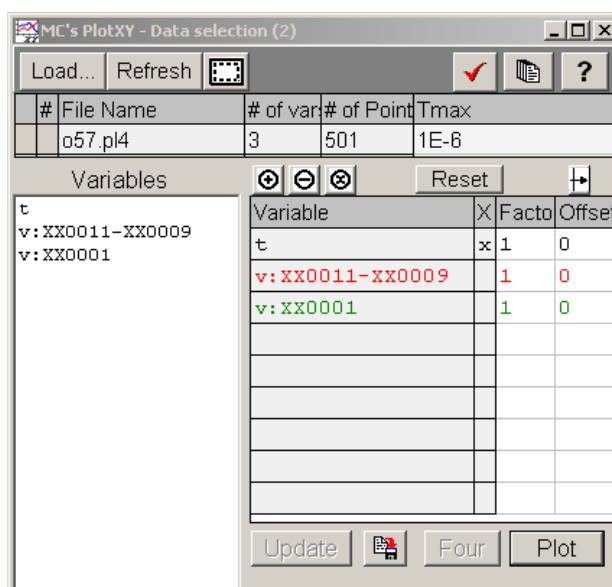 MC's PlotXY - Data selection (2)
Load... Refresh ?
# File Name # of var: # of Point Tmax
o57.pl4 3 501 1E-6
Variables Reset
t
v:XX0011-XX0009
v:XX0001
Variable X Facto Offset
t x 1 0
v:XX0011-XX0009 1 0
v:XX0001 1 0
Update Four Plot